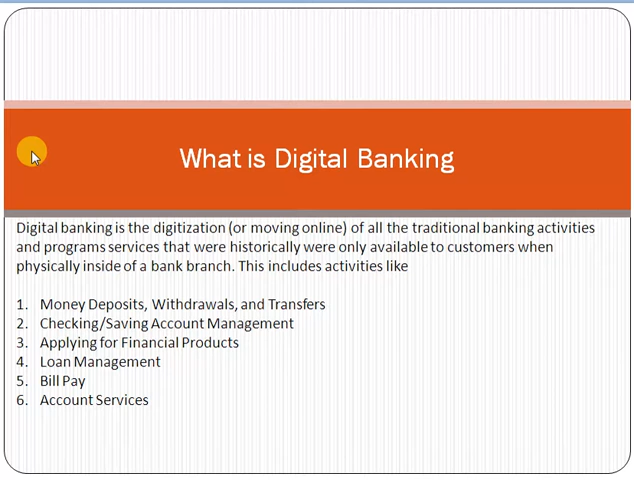 What is Digital Banking
Digital banking is the digitization (or moving online) of all the traditional banking activities
and programs services that were historically were only available to customers when
physically inside of a bank branch. This includes activities like
1. Money Deposits, Withdrawals, and Transfers
2. Checking/Saving Account Management
3. Applying for Financial Products
4. Loan Management
5. Bill Pay
6. Account Services